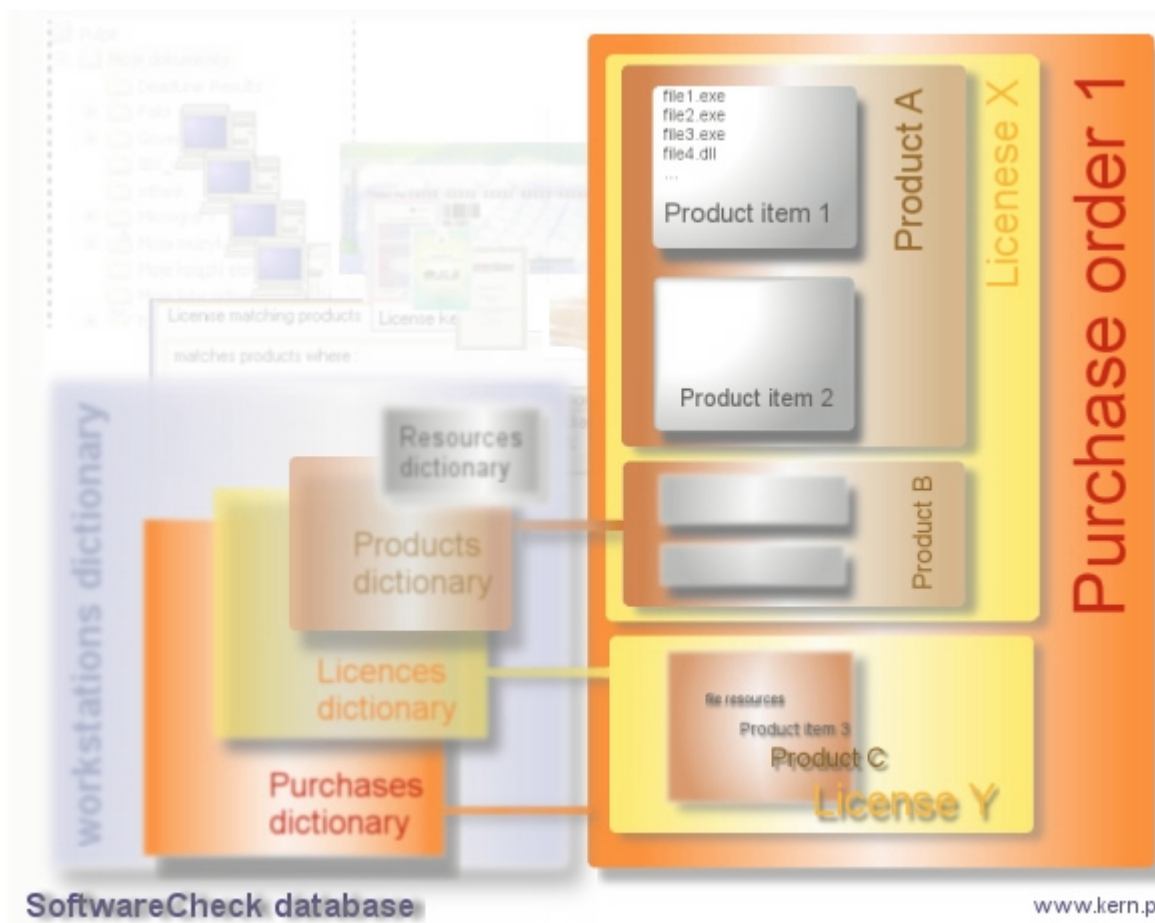 file1.exe
file2.exe
file3.exe
file4.dll
...
Product item 1
Product A
Licenese X
Purchase order 1
Product item 2
Product B
License matching products
License ke
matches products where :
workstations dictionary
Resources
dictionary
Products
dictionary
Licences
dictionary
Purchases
dictionary
file resources
Product item 3
Product C
License Y
SoftwareCheck database
www.kern.p